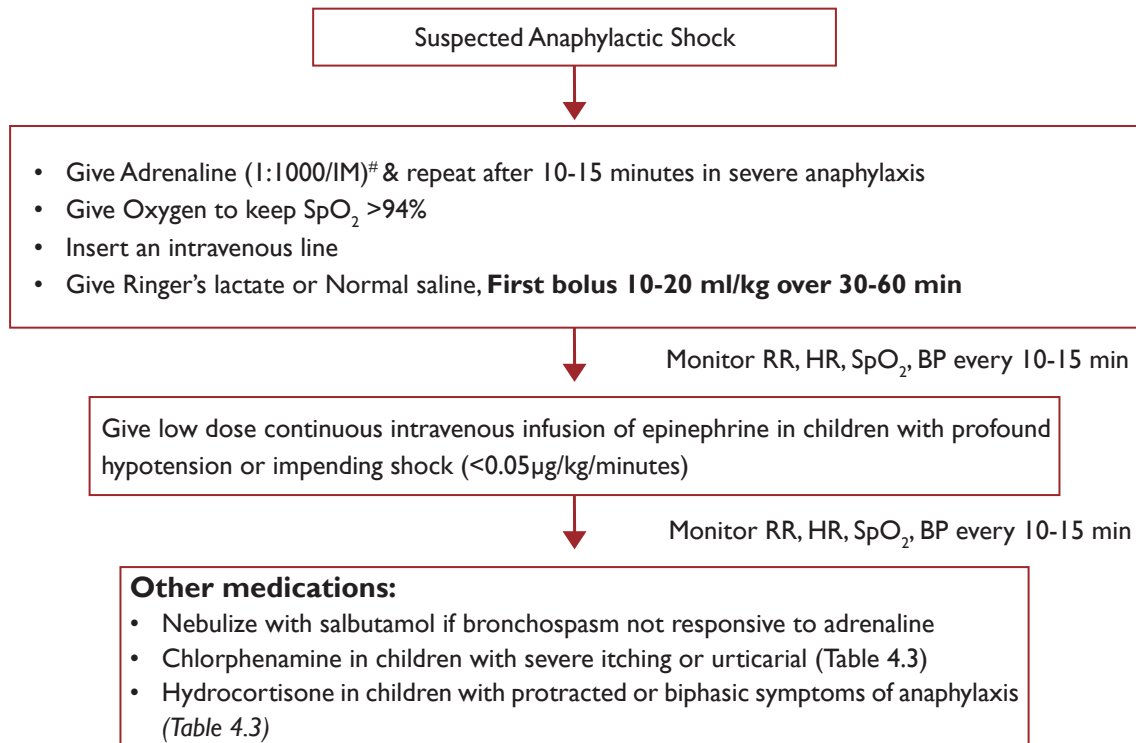 Suspected Anaphylactic Shock
• Give Adrenaline (1:1000/IM)# & repeat after 10-15 minutes in severe anaphylaxis
• Give Oxygen to keep SpO2 >94%
• Insert an intravenous line
• Give Ringer's lactate or Normal saline, First bolus 10-20 ml/kg over 30-60 min
Monitor RR, HR, SpO2, BP every 10-15 min
Give low dose continuous intravenous infusion of epinephrine in children with profound
hypotension or impending shock (<0.05µg/kg/minutes)
Monitor RR, HR, SpO2, BP every 10-15 min
Other medications:
• Nebulize with salbutamol if bronchospasm not responsive to adrenaline
• Chlorphenamine in children with severe itching or urticarial (Table 4.3)
• Hydrocortisone in children with protracted or biphasic symptoms of anaphylaxis
(Table 4.3)